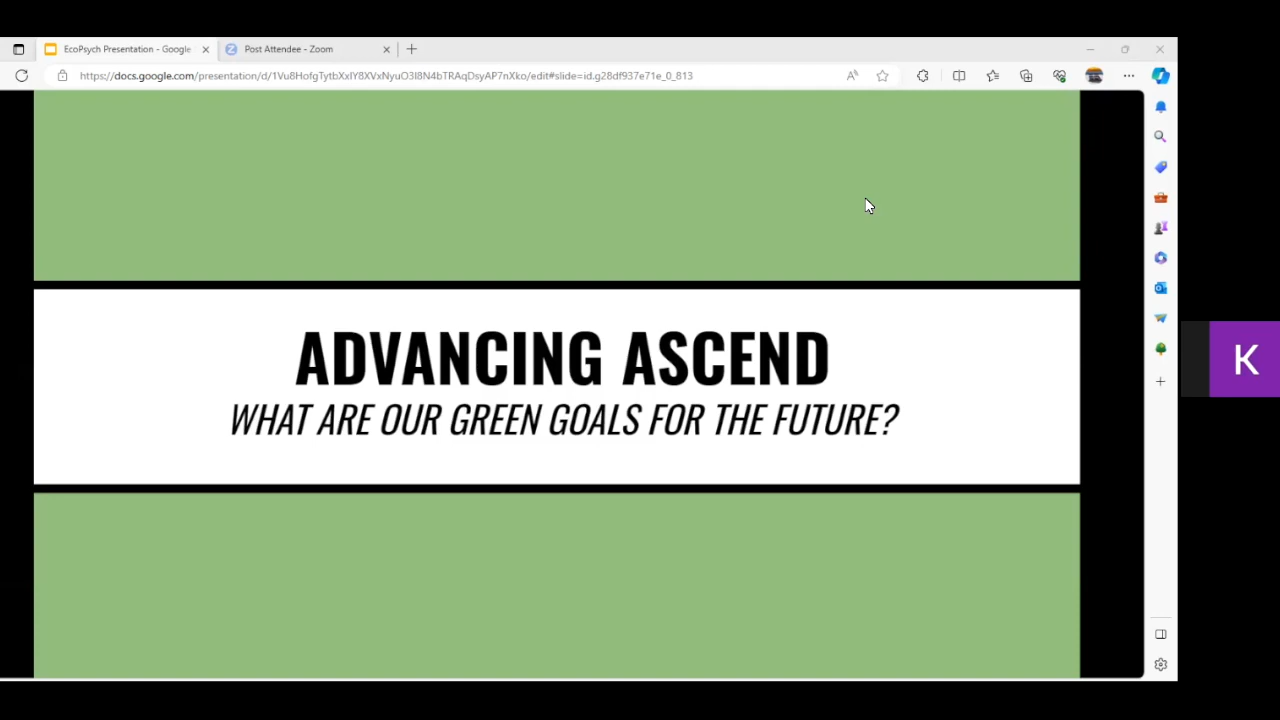 EcoPsych Presentation - Google
Post Attendee - Zoom
https://docs.google.com/presentation/d/1Vu8HofgTytbXxIY8XVxNyuO3I8N4bTRAqDsyAP7nXko/edit#slide=id.g28df937e71e_0_813
ADVANCING ASCEND
WHAT ARE OUR GREEN GOALS FOR THE FUTURE?
K